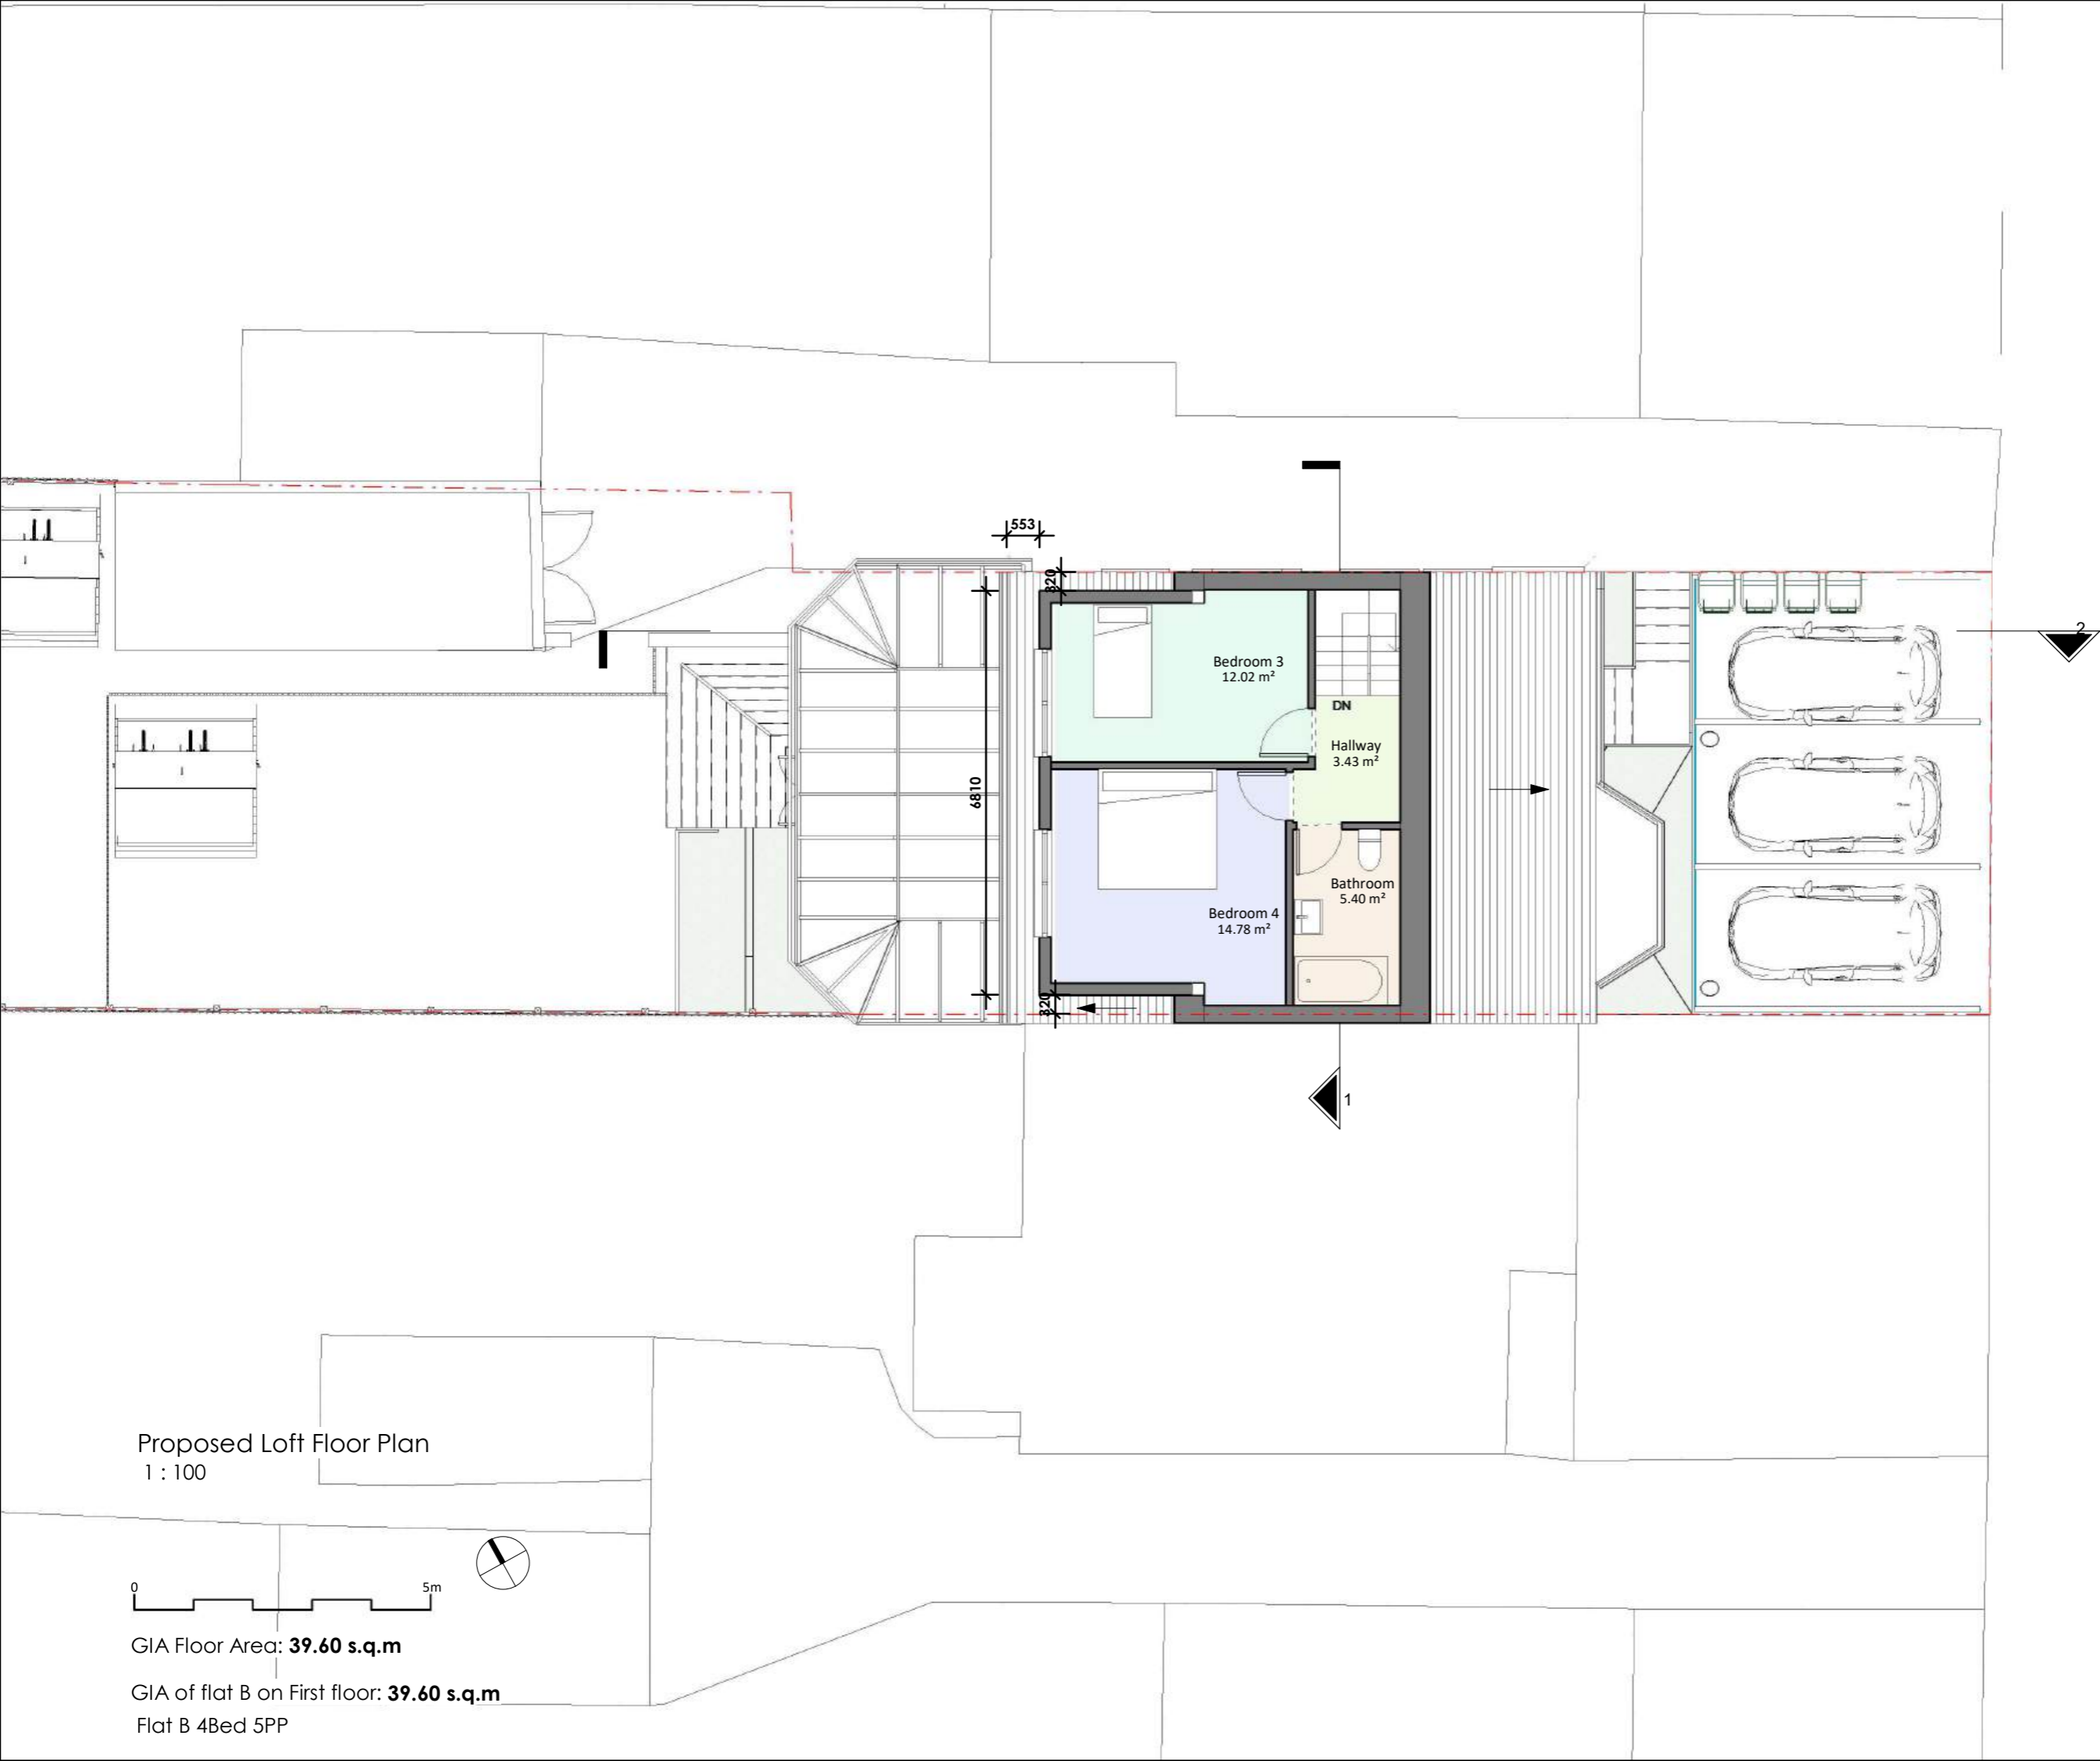 2
553
320
Bedroom 3
12.02 m²
DN
Hallway
3.43 m²
6810
Bathroom
5.40 m²
Bedroom 4
14.78 m²
320
1
Proposed Loft Floor Plan
1 : 100
0 5m
GIA Floor Area: 39.60 s.q.m
GIA of flat B on First floor: 39.60 s.q.m
Flat B 4Bed 5PP